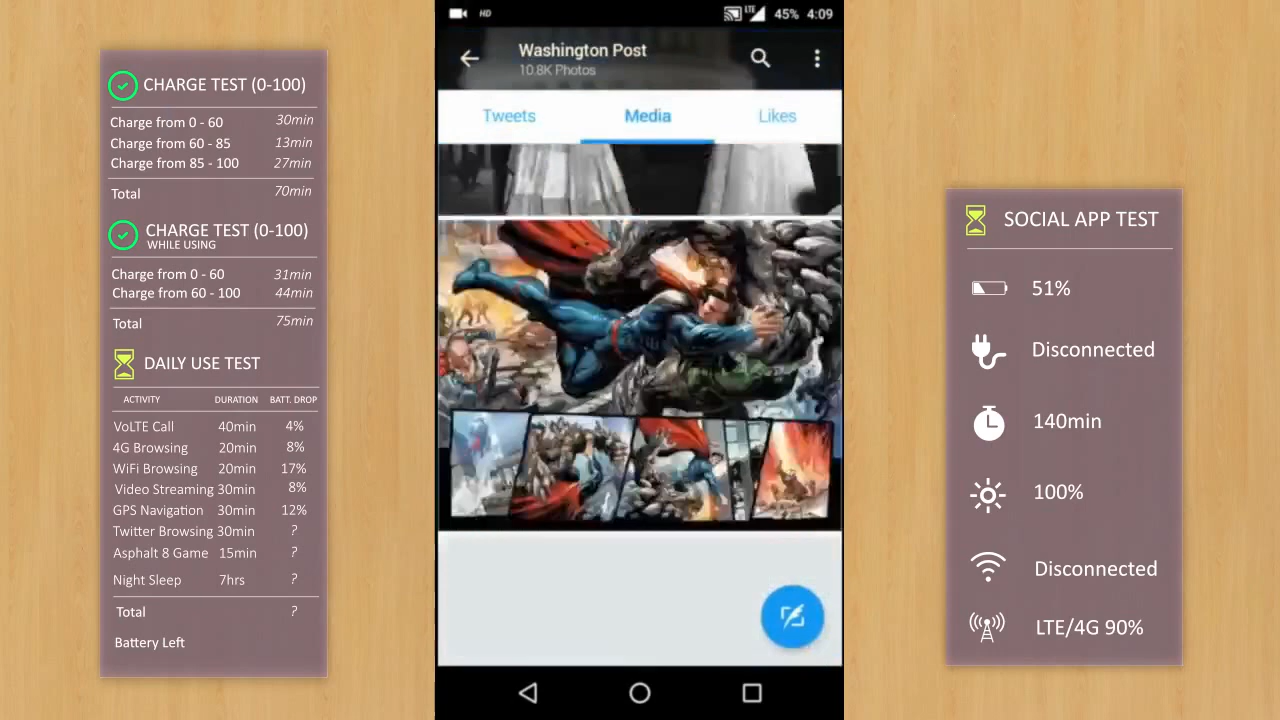 CHARGE TEST (0-100)
Charge from 0 - 60 30min
Charge from 60 - 85 13min
Charge from 85 - 100 27min
Total 70min
CHARGE TEST (0-100)
WHILE USING
Charge from 0 - 60 31min
Charge from 60 - 100 44min
Total 75min
DAILY USE TEST
ACTIVITY DURATION BATT. DROP
VoLTE Call 40min 4%
4G Browsing 20min 8%
WiFi Browsing 20min 17%
Video Streaming 30min 8%
GPS Navigation 30min 12%
Twitter Browsing 30min ?
Asphalt 8 Game 15min ?
Night Sleep 7hrs ?
Total ?
Battery Left
HD LTE 45% 4:09
Washington Post
10.8K Photos
Tweets Media Likes
SOCIAL APP TEST
51%
Disconnected
140min
100%
Disconnected
LTE/4G 90%